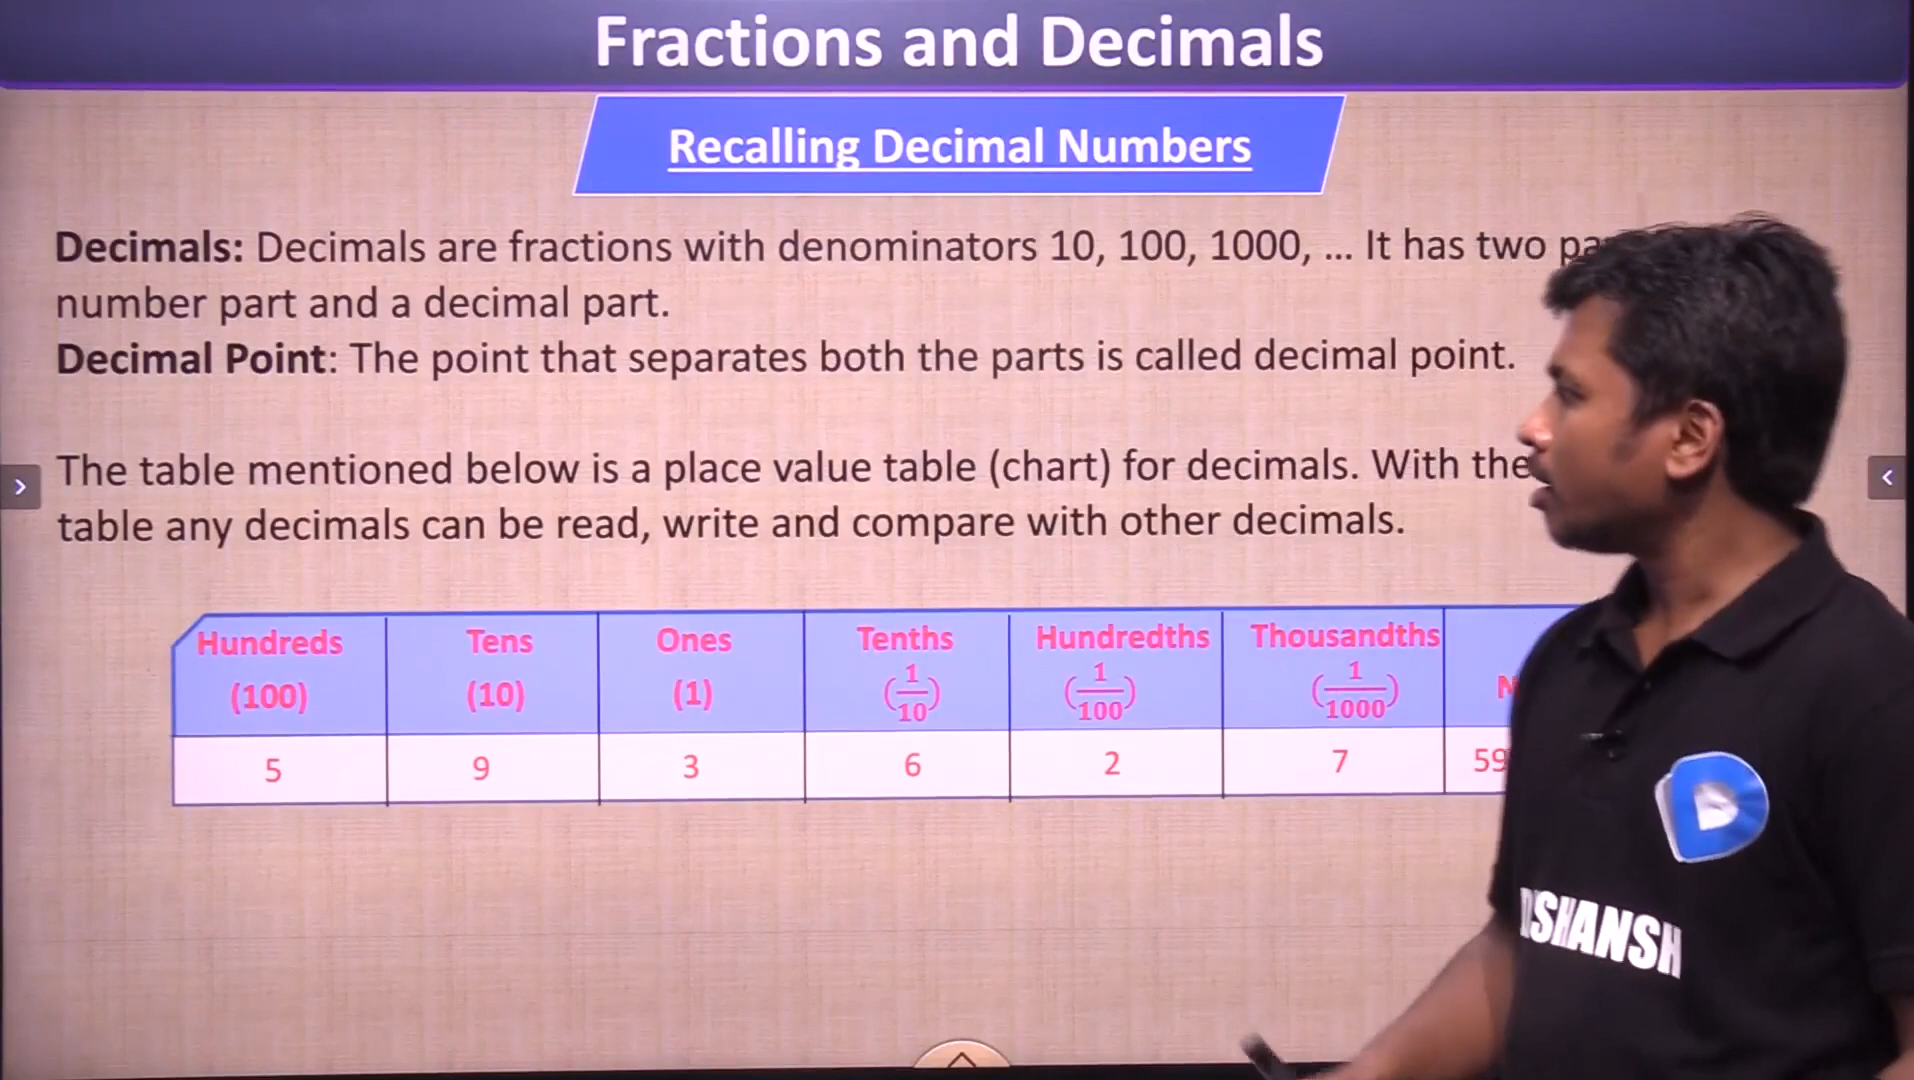 Fractions and Decimals
Recalling Decimal Numbers
Decimals: Decimals are fractions with denominators 10, 100, 1000, ... It has two
number part and a decimal part.
Decimal Point: The point that separates both the parts is called decimal point.
The table mentioned below is a place value table (chart) for decimals. With the
table any decimals can be read, write and compare with other decimals.
Hundreds Tens Ones Tenths Hundredths Thousandths
(100) (10) (1) (1/10) (1/100) (1/1000)
5 9 3 6 2 7 59
D
DISHANSH